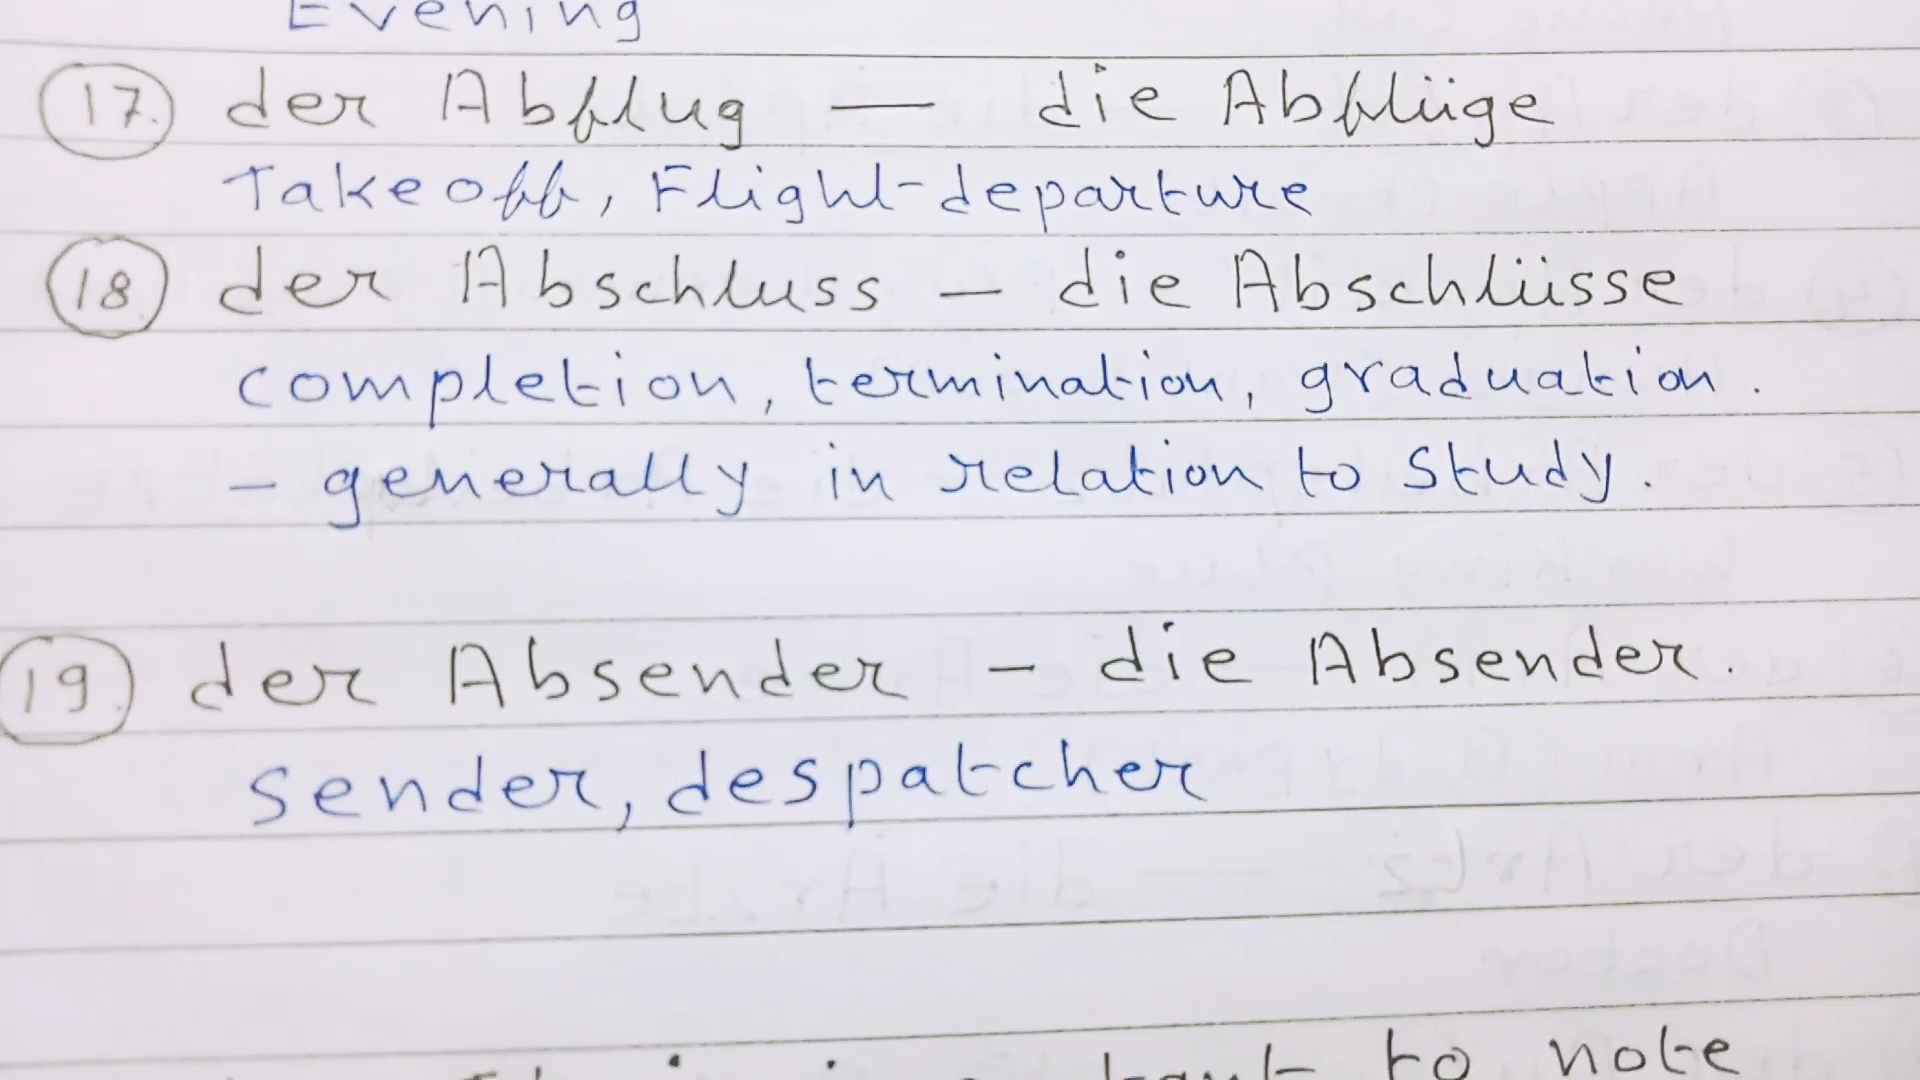 Evening
17. der Abflug — die Abflüge
Takeoff, Flight-departure
18. der Abschluss – die Abschlüsse
completion, termination, graduation.
- generally in relation to study.
19. der Absender – die Absender.
sender, despatcher
to note